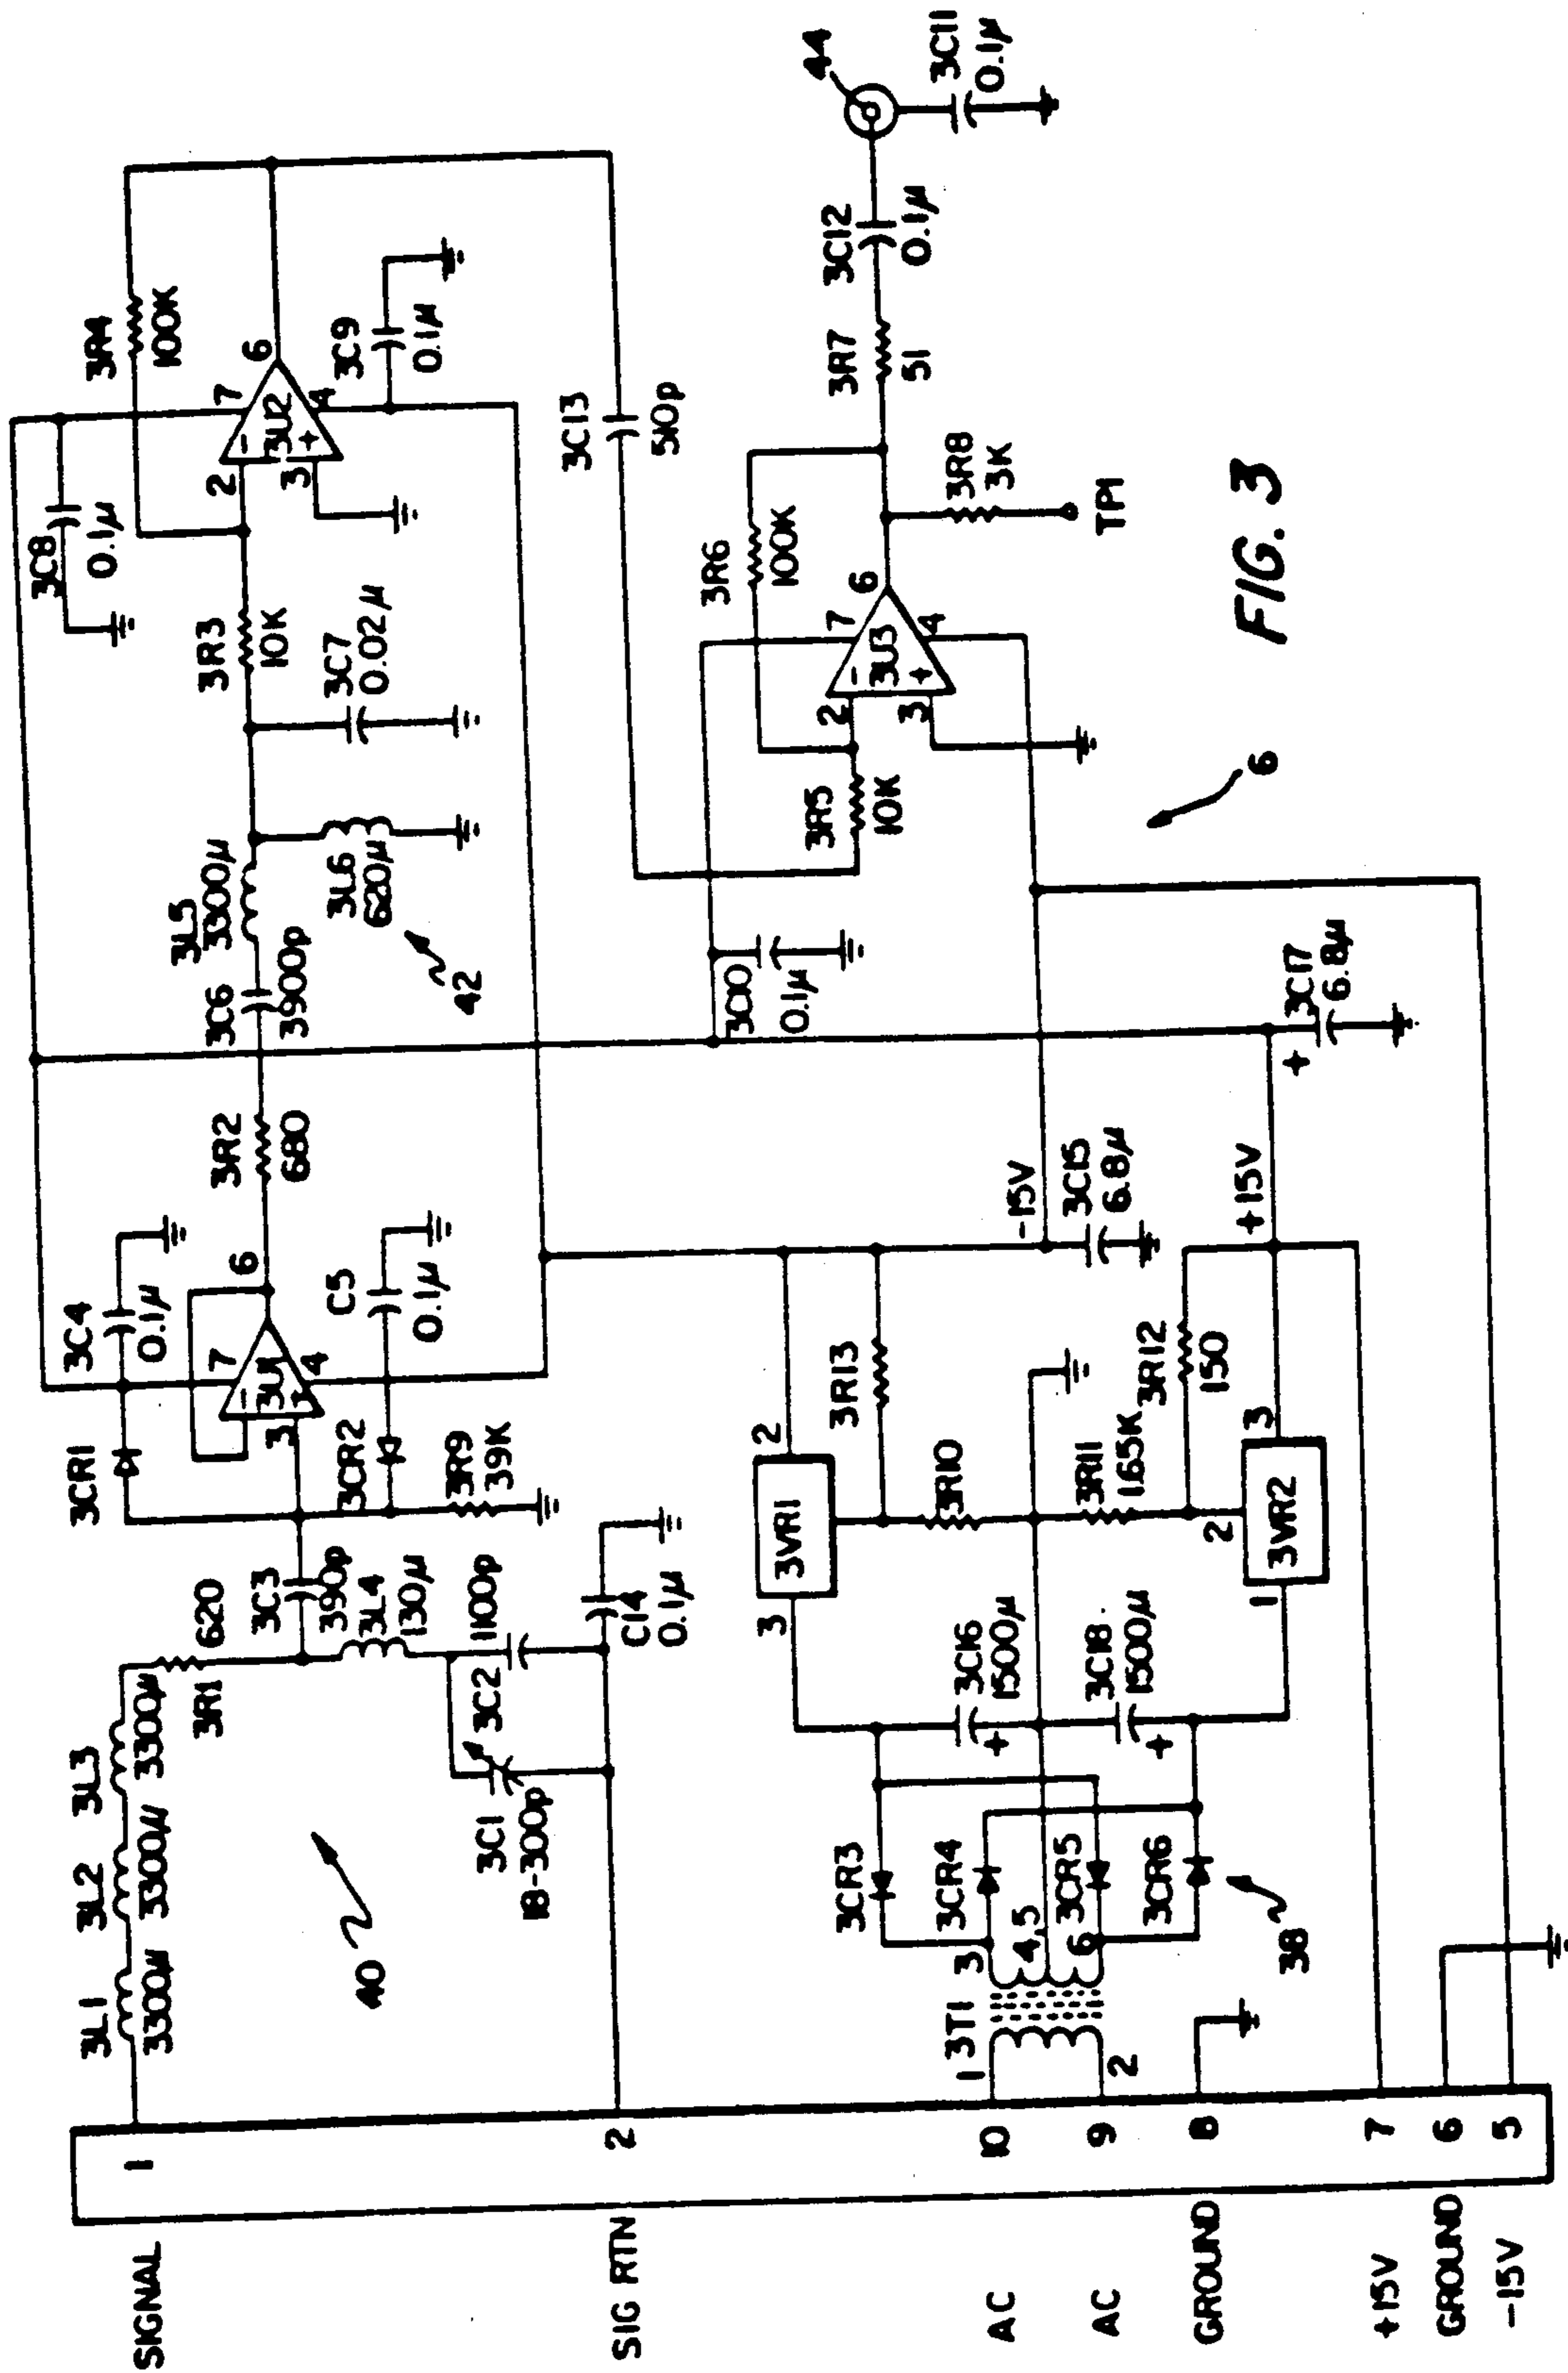 SIGNAL
SIG RTN
AC
AC
GROUND
+15V
GROUND
-15V
1
2
10
9
8
7
6
5
3L1
3300μ
3L2
3300μ
3L3
3300μ
3R1
620
40
3C1
18-300p
3C2
1100p
3L4
130μ
3C3
390p
C14
0.1μ
3CR1
3CR2
3R9
39K
3C4
0.1μ
C5
0.1μ
3U1
-
+
3
7
4
6
3R2
680
3C6
3900p
3L5
3300μ
3L6
620μ
42
3C7
0.02μ
3R3
10K
3C8
0.1μ
2
3
3U2
-
+
7
4
6
3R4
100K
3C9
0.1μ
3C13
510p
3C10
0.1μ
3R5
10K
3R6
100K
2
3
3U3
-
+
7
4
6
3R8
3K
TP1
3R7
51
3C12
0.1μ
44
3C11
0.1μ
3T1
1
2
3
4,5
6
3CR3
3CR4
3CR5
3CR6
38
3C16
1500μ
+
3C18
1500μ
+
3VR1
3
2
3R13
3R10
3R11
1.65K
3R12
150
3VR2
1
2
3
-15V
3C15
6.8μ
+15V
3C17
6.8μ
+
6
FIG. 3